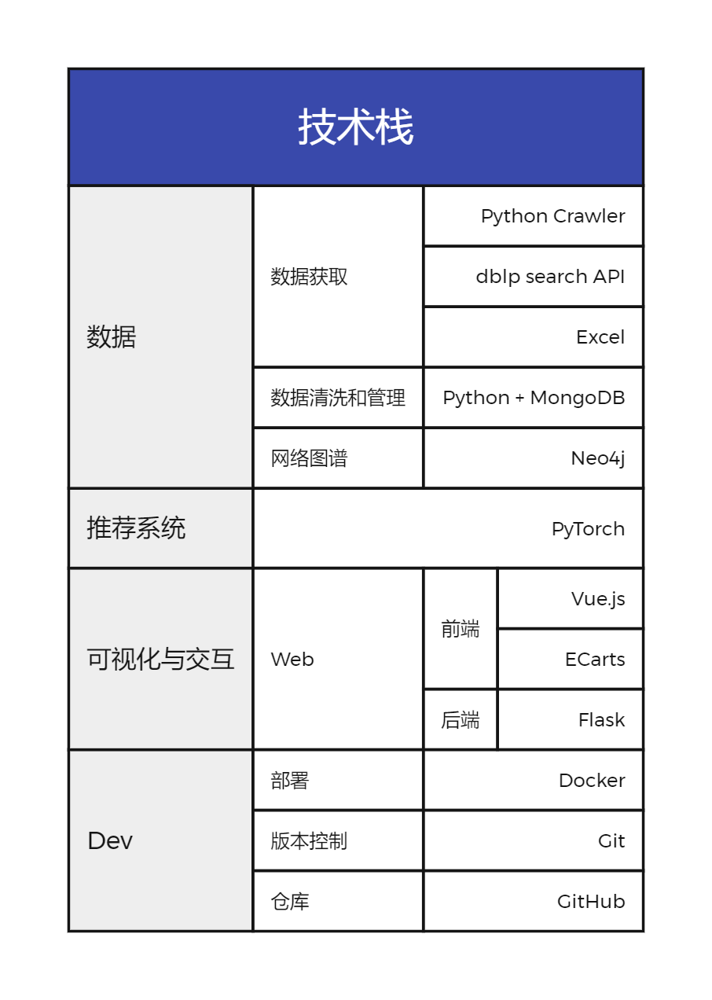 技术栈
数据
数据获取
Python Crawler
dblp search API
Excel
数据清洗和管理
Python + MongoDB
网络图谱
Neo4j
推荐系统
PyTorch
可视化与交互
Web
前端
Vue.js
ECarts
后端
Flask
Dev
部署
Docker
版本控制
Git
仓库
GitHub